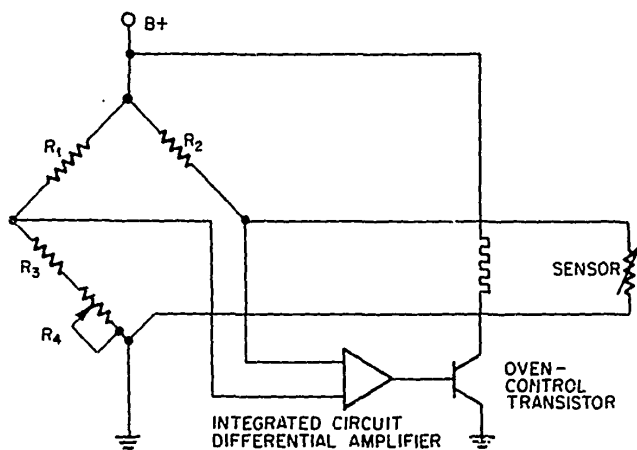 B+
R1
R2
R3
R4
SENSOR
OVEN-
CONTROL
TRANSISTOR
INTEGRATED CIRCUIT
DIFFERENTIAL AMPLIFIER